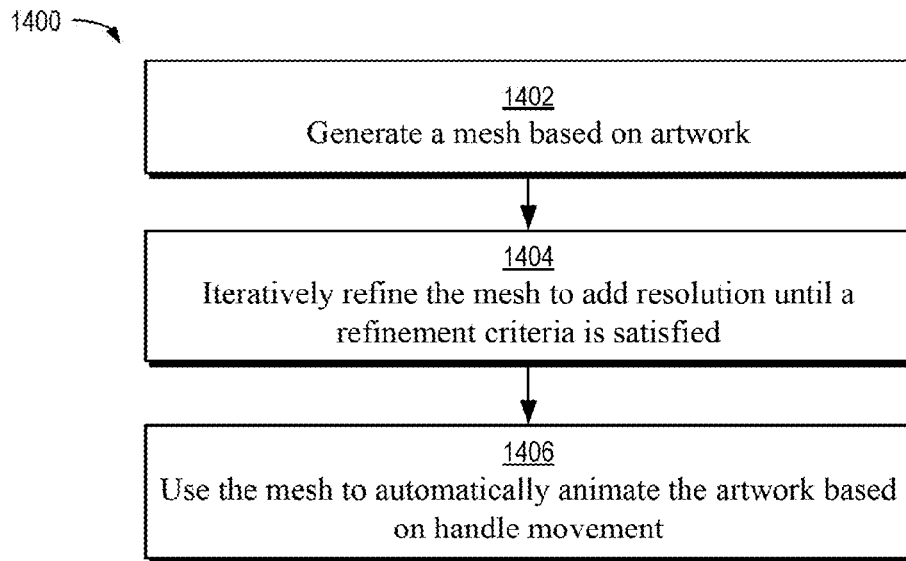 1400
1402
Generate a mesh based on artwork
1404
Iteratively refine the mesh to add resolution until a
refinement criteria is satisfied
1406
Use the mesh to automatically animate the artwork based
on handle movement